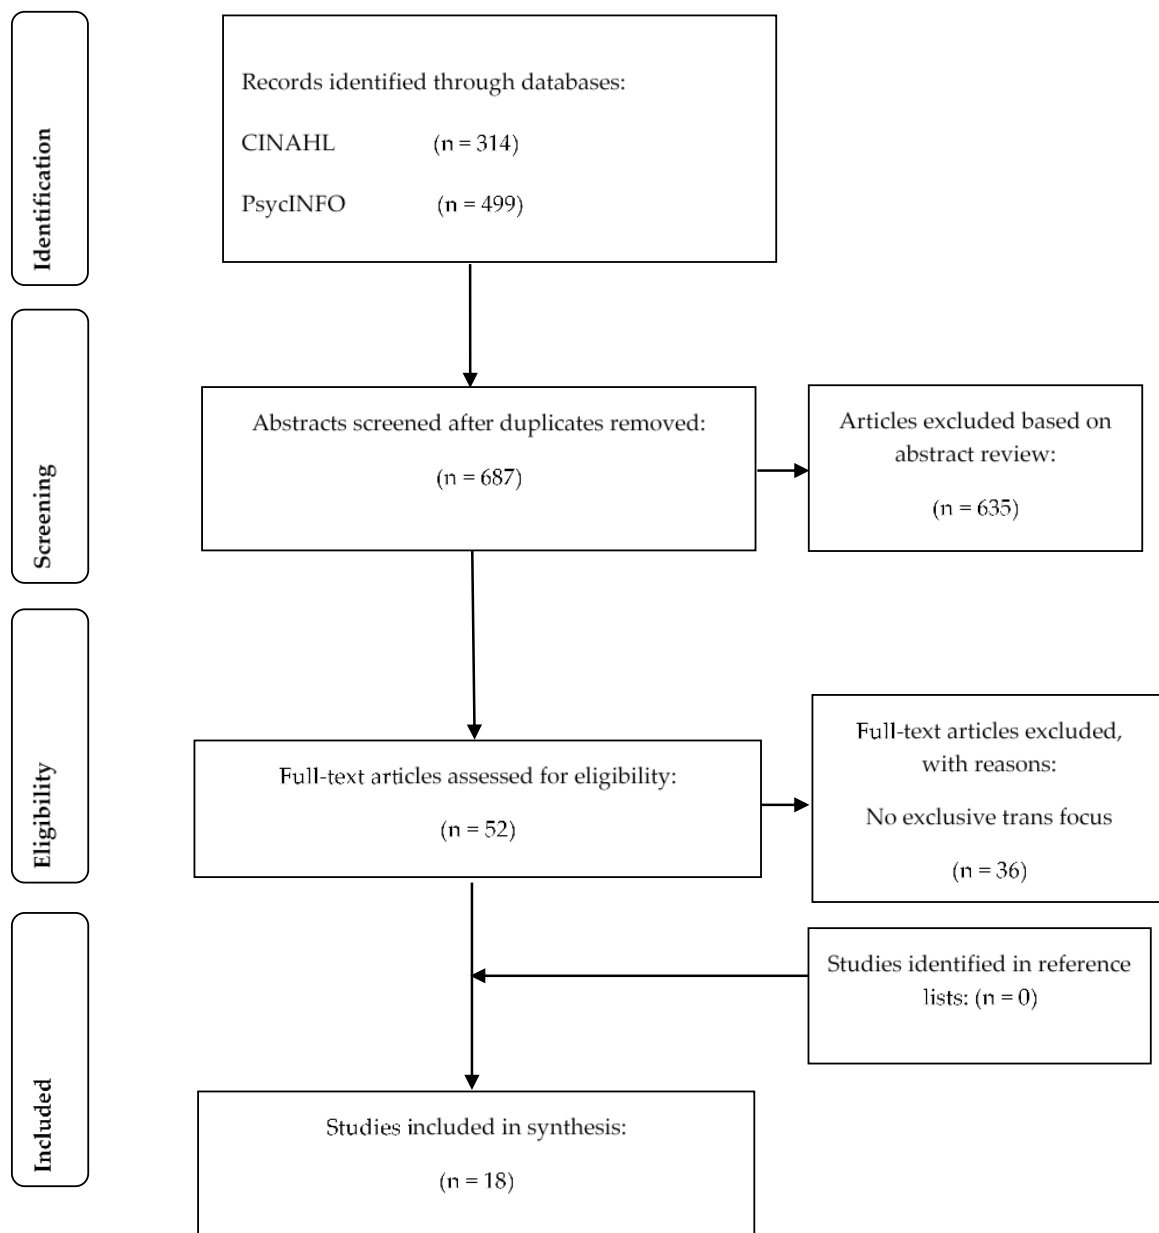 Identification
Records identified through databases:
CINAHL (n = 314)
PsycINFO (n = 499)
Screening
Abstracts screened after duplicates removed:
(n = 687)
Articles excluded based on
abstract review:
(n = 635)
Eligibility
Full-text articles assessed for eligibility:
(n = 52)
Full-text articles excluded,
with reasons:
No exclusive trans focus
(n = 36)
Included
Studies identified in reference
lists: (n = 0)
Studies included in synthesis:
(n = 18)